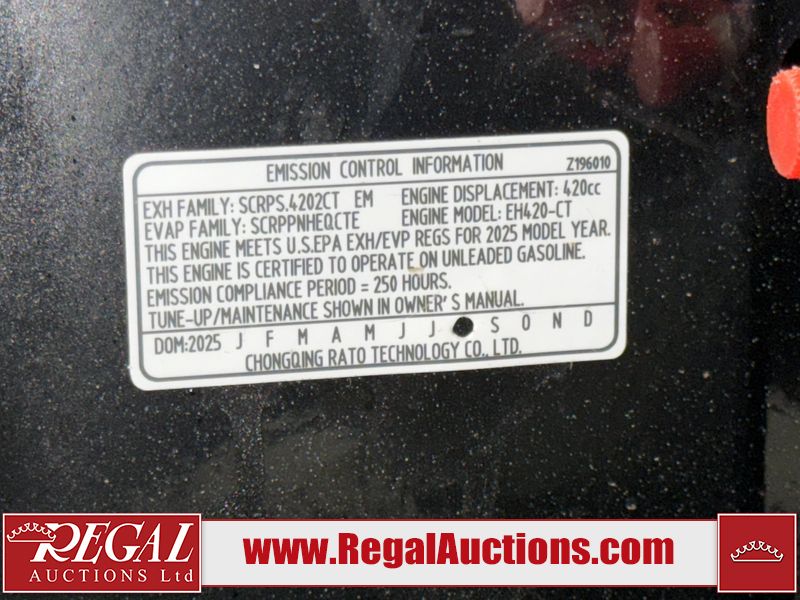 EMISSION CONTROL INFORMATION Z196010
EXH FAMILY: SCRPS.4202CT EM ENGINE DISPLACEMENT: 420cc
EVAP FAMILY: SCRPPNHEQCTE ENGINE MODEL: EH420-CT
THIS ENGINE MEETS U.S.EPA EXH/EVP REGS FOR 2025 MODEL YEAR.
THIS ENGINE IS CERTIFIED TO OPERATE ON UNLEADED GASOLINE.
EMISSION COMPLIANCE PERIOD = 250 HOURS.
TUNE-UP/MAINTENANCE SHOWN IN OWNER'S MANUAL.
DOM:2025 J F M A M J J S O N D
CHONGQING RATO TECHNOLOGY CO., LTD.
REGAL
AUCTIONS Ltd
www.RegalAuctions.com